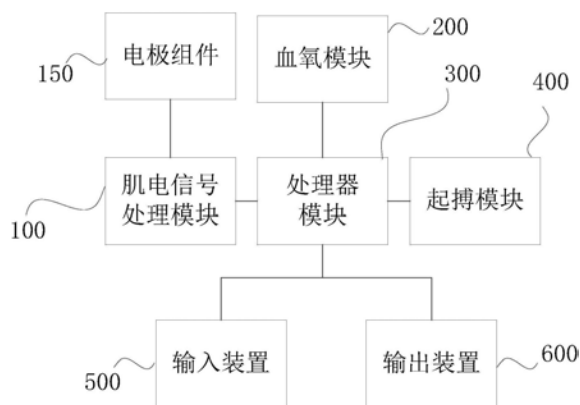 150
电极组件
血氧模块
200
300
400
100
肌电信号
处理模块
处理器
模块
起搏模块
500
输入装置
输出装置
600